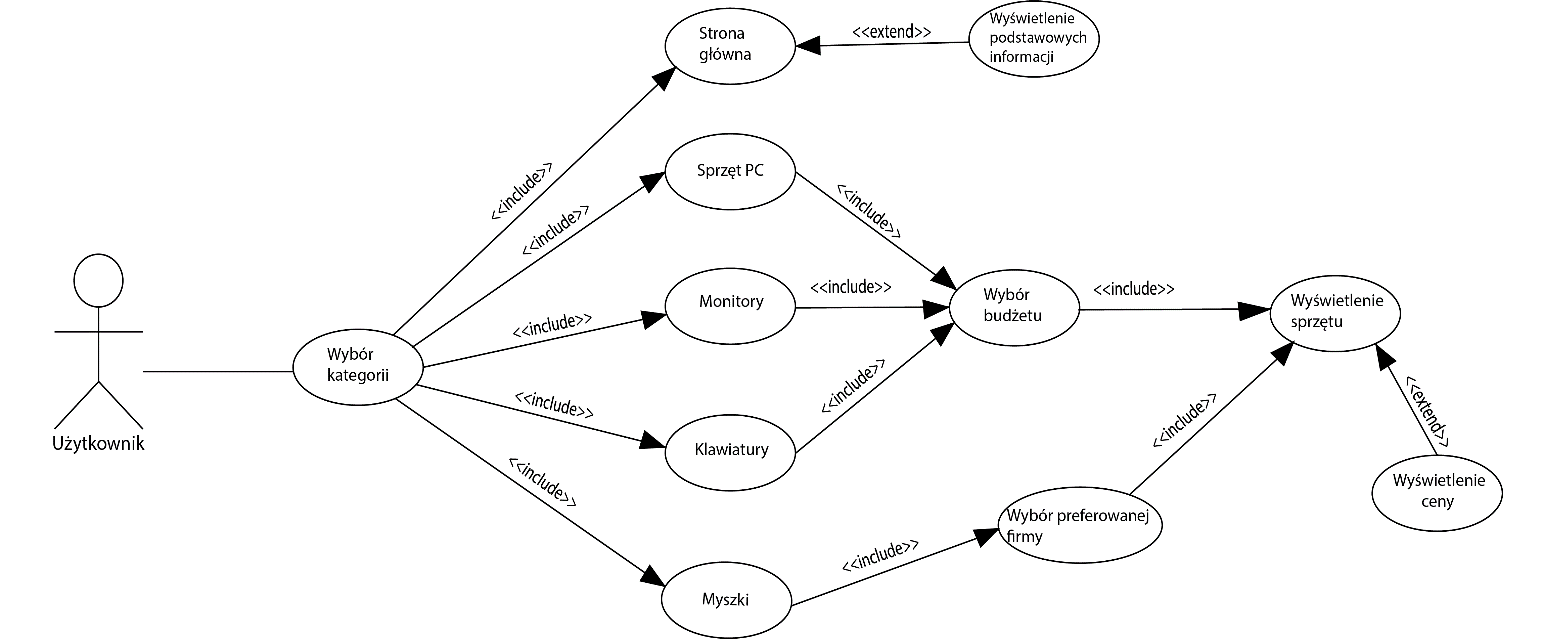 Strona
główna
<<extend>>
Wyświetlenie
podstawowych
informacji
<<include>>
Sprzęt PC
<<include>>
<<include>>
Monitory
<<include>>
<<include>>
Wybór
budżetu
<<include>>
Wyświetlenie
sprzętu
Użytkownik
Wybór
kategorii
<<include>>
Klawiatury
<<include>>
<<include>>
<<extend>>
Wyświetlenie
ceny
<<include>>
Myszki
<<include>>
Wybór preferowanej
firmy